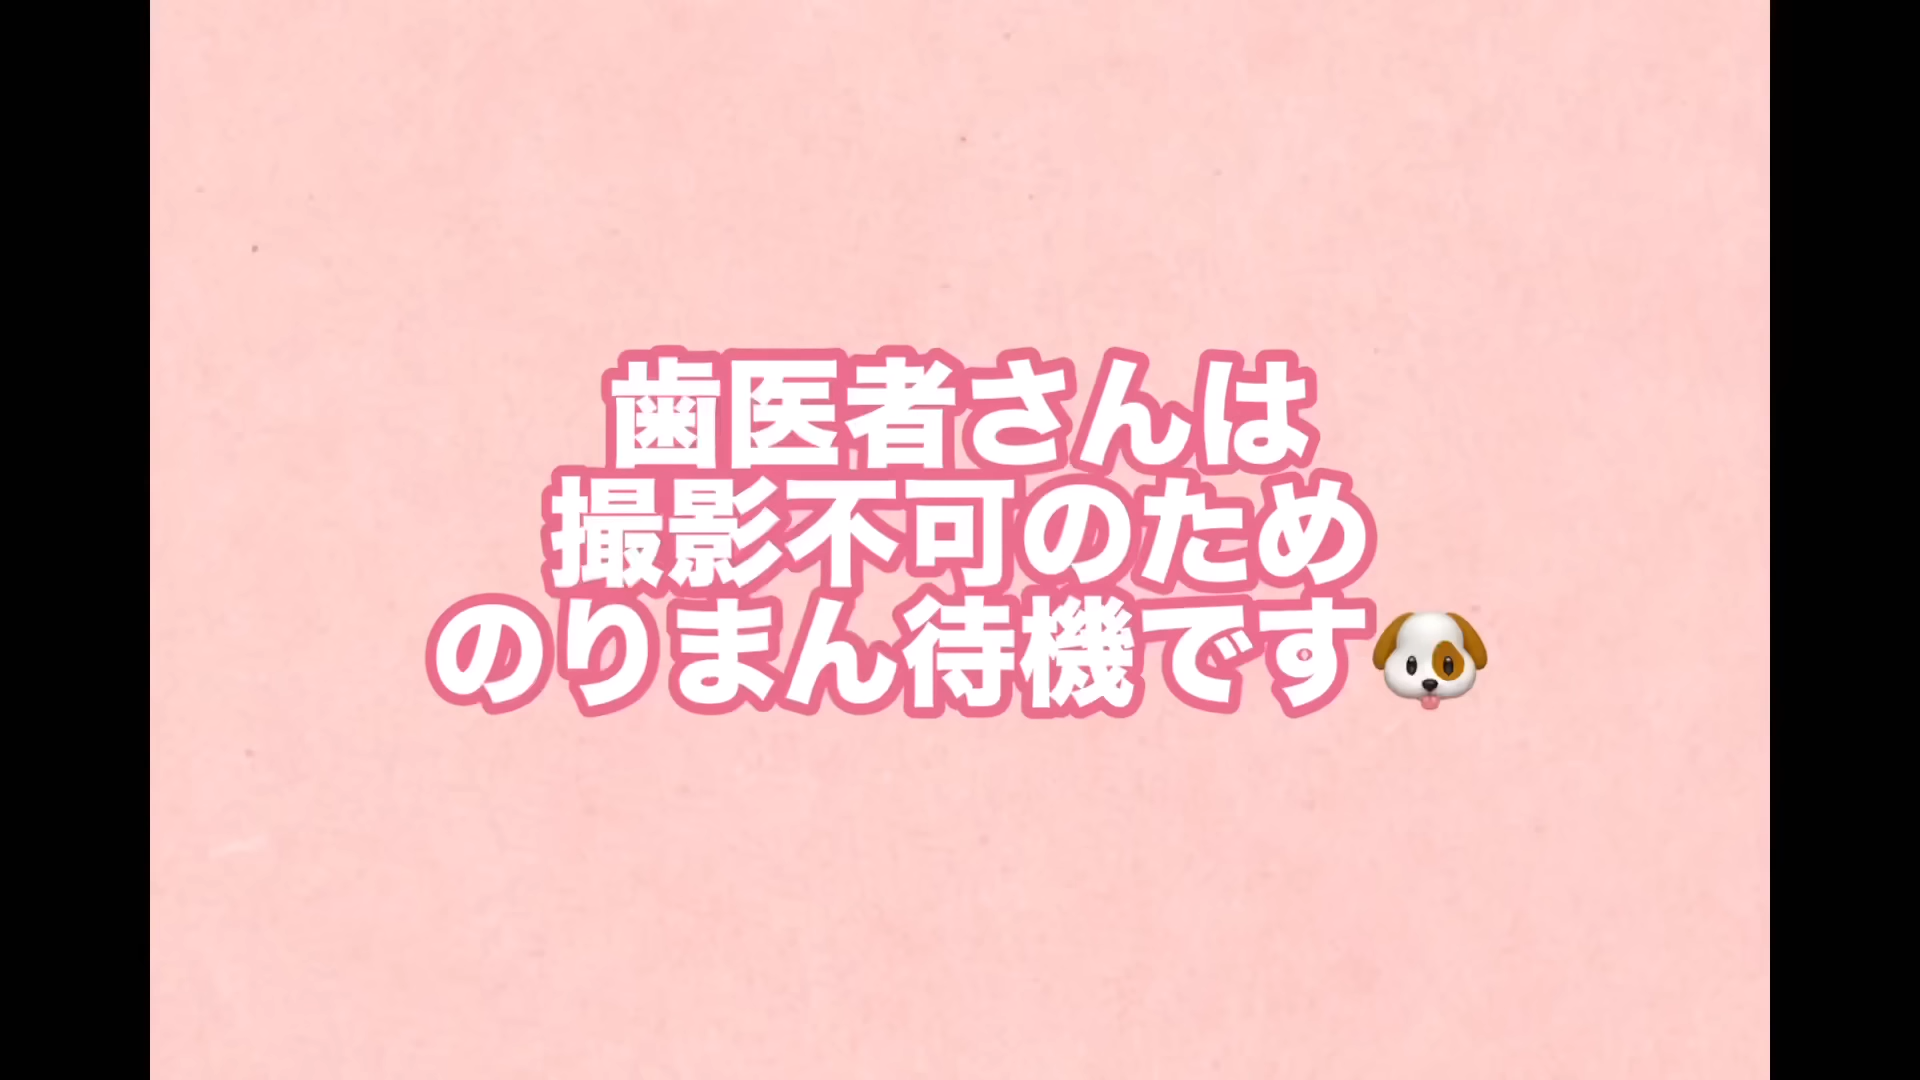 歯医者さんは
撮影不可のため
のりまん待機です🐶